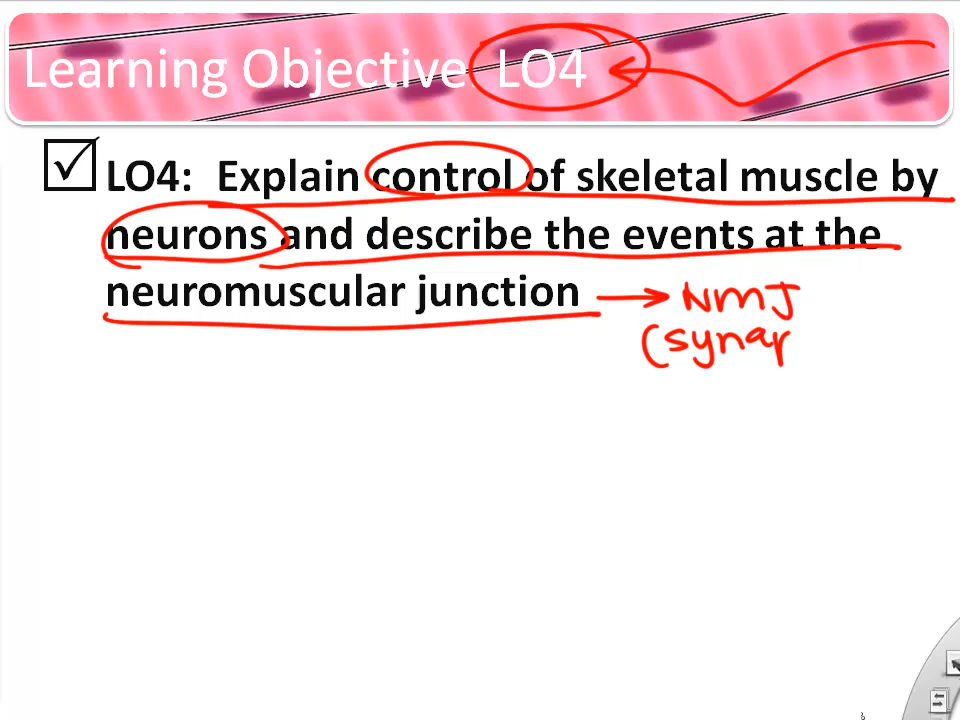 Learning Objective: LO4
LO4: Explain control of skeletal muscle by
neurons and describe the events at the
neuromuscular junction → NMJ
(synap